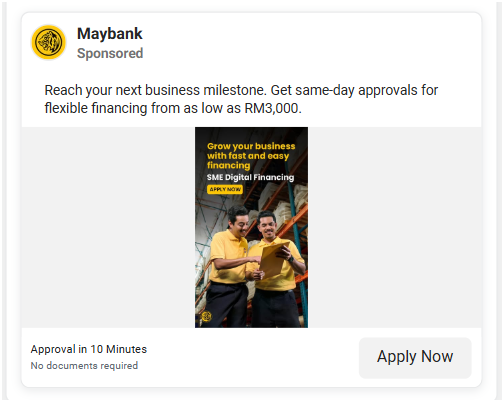 Maybank
Sponsored
Reach your next business milestone. Get same-day approvals for
flexible financing from as low as RM3,000.
Grow your business
with fast and easy
financing
SME Digital Financing
APPLY NOW
Approval in 10 Minutes
No documents required
Apply Now